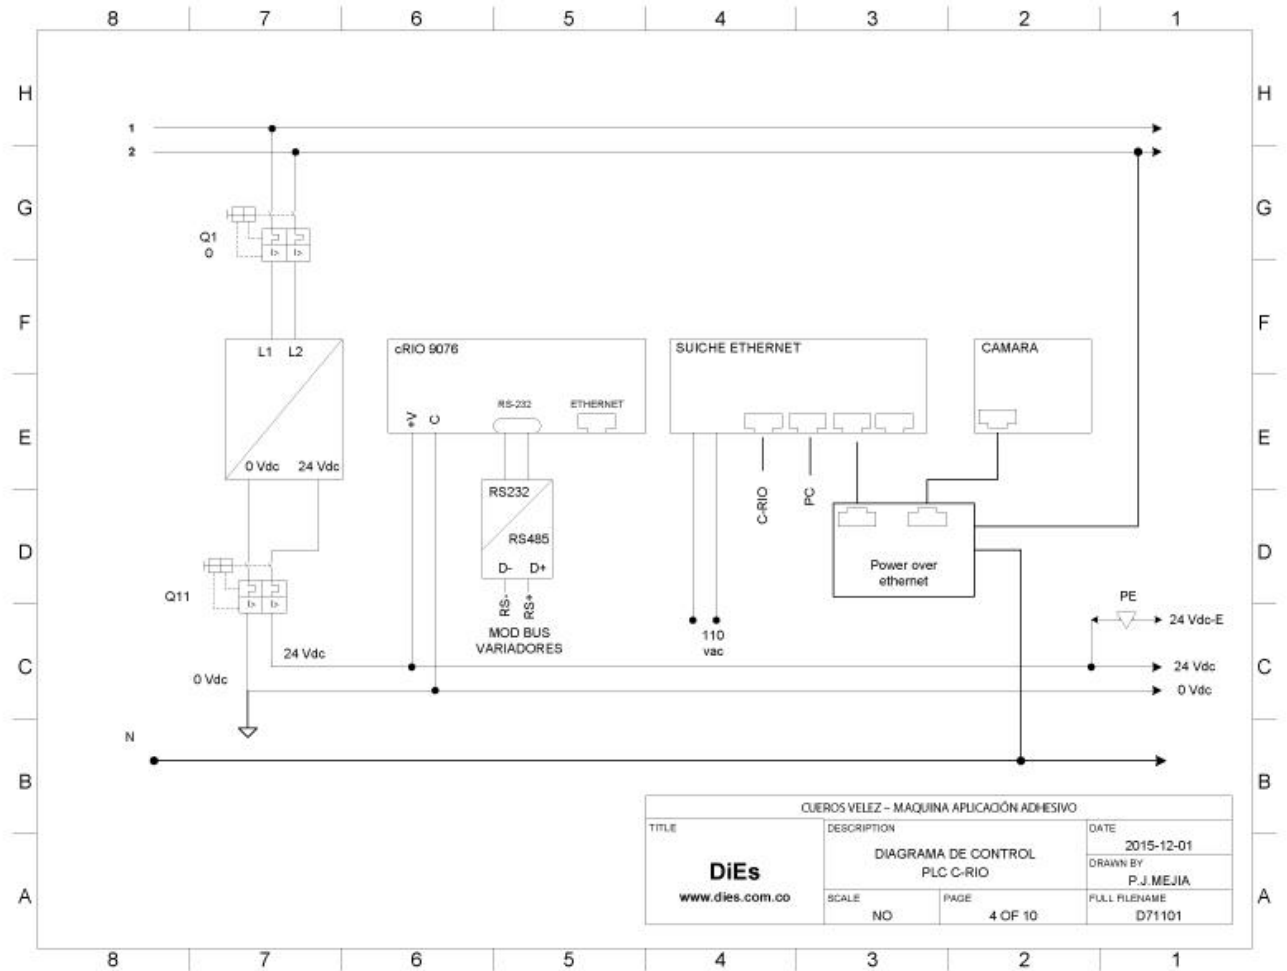 8 7 6 5 4 3 2 1
H H
1
2
G G
Q1
0
F F
L1 L2
cRIO 9076
SUICHE ETHERNET
CAMARA
+V C
RS-232
ETHERNET
E E
0 Vdc 24 Vdc
RS232
RS485
D- D+
C-RIO
PC
D D
Power over
ethernet
Q11
RS- RS+
MOD BUS
VARIADORES
110
vac
PE
24 Vdc-E
24 Vdc
C C
24 Vdc
0 Vdc
0 Vdc
N
B B
CUEROS VELEZ – MAQUINA APLICACIÓN ADHESIVO
TITLE
DiEs
www.dies.com.co
DESCRIPTION
DIAGRAMA DE CONTROL
PLC C-RIO
DATE
2015-12-01
DRAWN BY
P.J.MEJIA
SCALE
NO
PAGE
4 OF 10
FULL FILENAME
D71101
A A
8 7 6 5 4 3 2 1